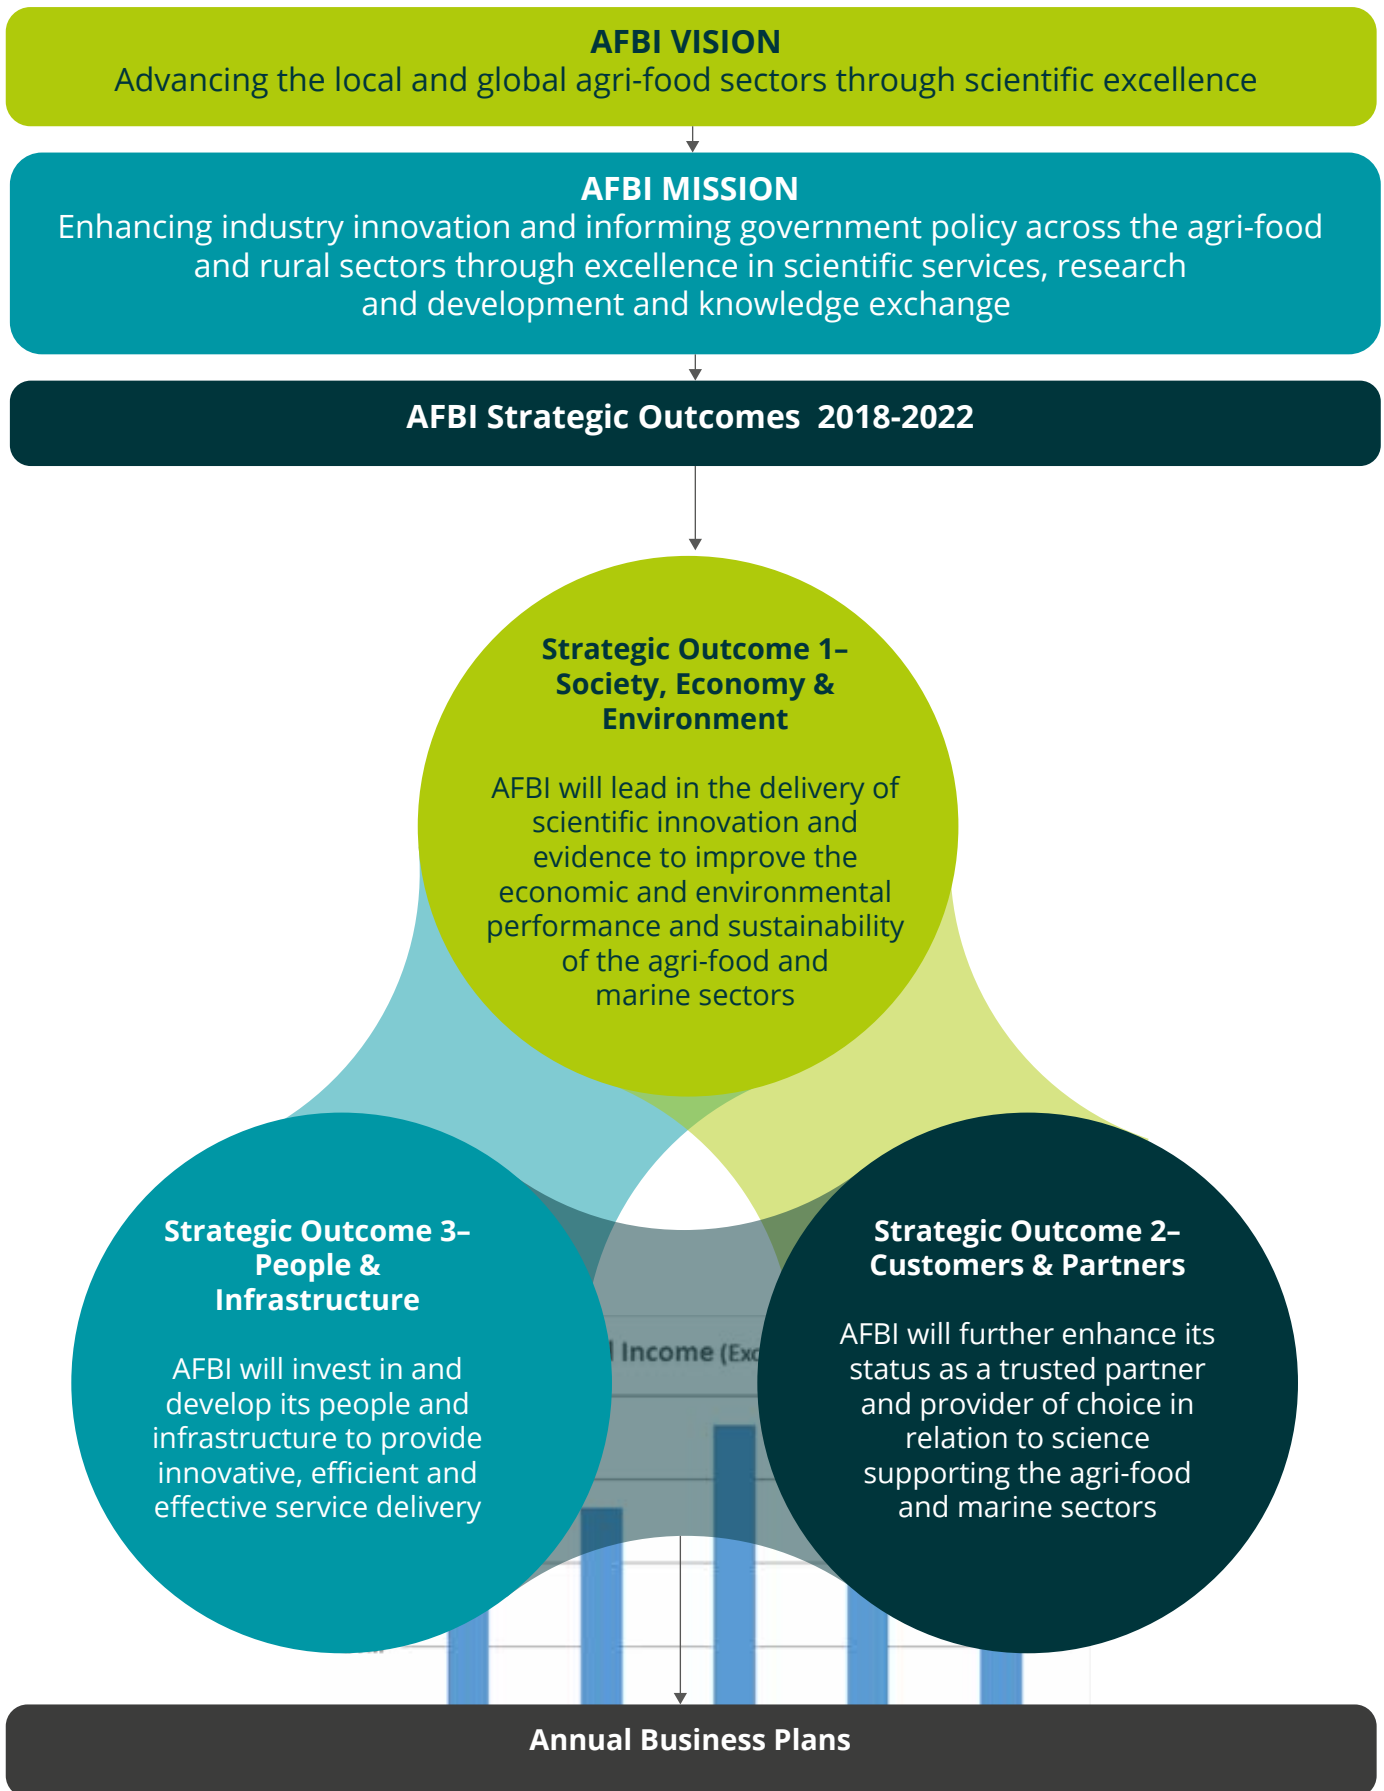 AFBI VISION
Advancing the local and global agri-food sectors through scientific excellence
AFBI MISSION
Enhancing industry innovation and informing government policy across the agri-food
and rural sectors through excellence in scientific services, research
and development and knowledge exchange
AFBI Strategic Outcomes 2018-2022
Strategic Outcome 1–
Society, Economy &
Environment
AFBI will lead in the delivery of
scientific innovation and
evidence to improve the
economic and environmental
performance and sustainability
of the agri-food and
marine sectors
Strategic Outcome 3–
People &
Infrastructure
AFBI will invest in and
develop its people and
infrastructure to provide
innovative, efficient and
effective service delivery
Income
Strategic Outcome 2–
Customers & Partners
AFBI will further enhance its
status as a trusted partner
and provider of choice in
relation to science
supporting the agri-food
and marine sectors
Annual Business Plans